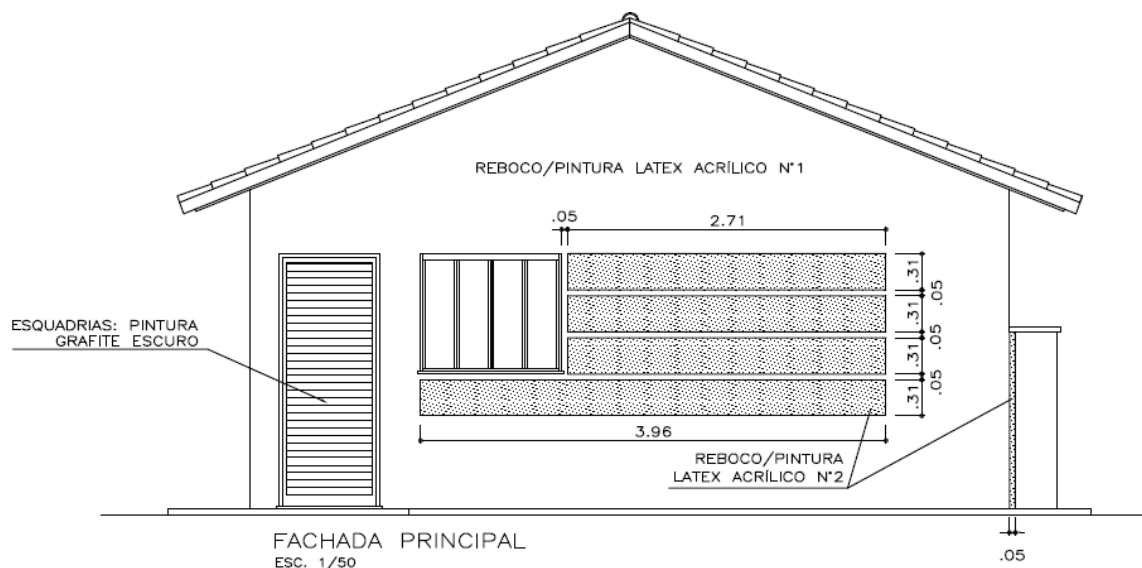 REBOCO/PINTURA LATEX ACRÍLICO N°1
.05
2.71
.31
.05
.31
.05
.31
.05
.31
ESQUADRIAS: PINTURA
GRAFITE ESCURO
3.96
REBOCO/PINTURA
LATEX ACRÍLICO N°2
FACHADA PRINCIPAL
ESC. 1/50
.05